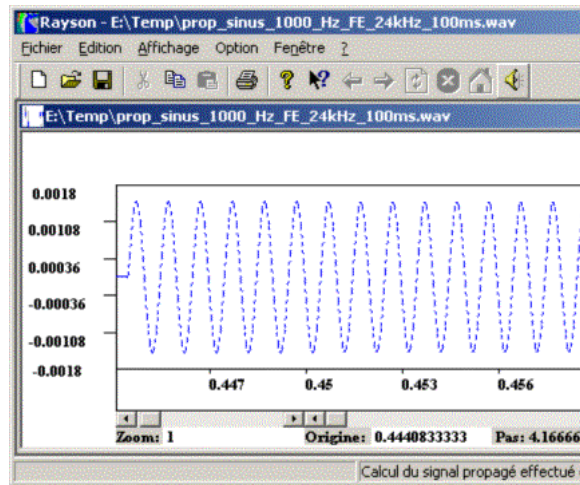 Rayson - E:\Temp\prop_sinus_1000_Hz_FE_24kHz_100ms.wav
Fichier Edition Affichage Option Fenêtre ?
E:\Temp\prop_sinus_1000_Hz_FE_24kHz_100ms.wav
0.0018
0.00108
0.00036
-0.00036
-0.00108
-0.0018
0.447 0.45 0.453 0.456
Zoom: 1 Origine: 0.4440833333 Pas: 4.16666
Calcul du signal propagé effectué